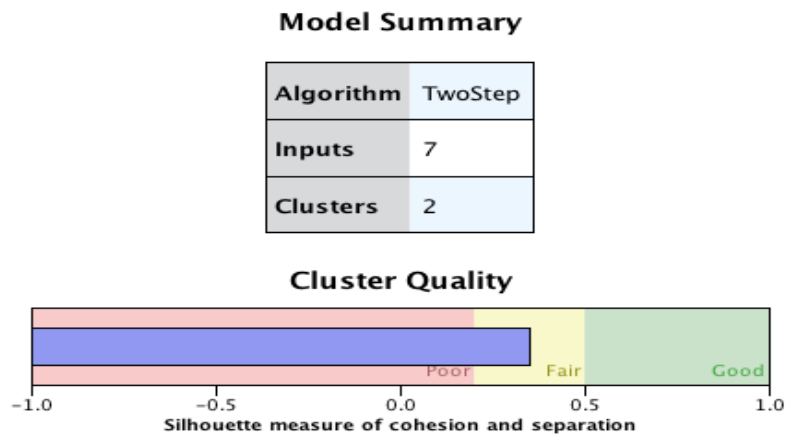 Model Summary
Algorithm TwoStep
Inputs 7
Clusters 2
Cluster Quality
Poor Fair Good
-1.0 -0.5 0.0 0.5 1.0
Silhouette measure of cohesion and separation